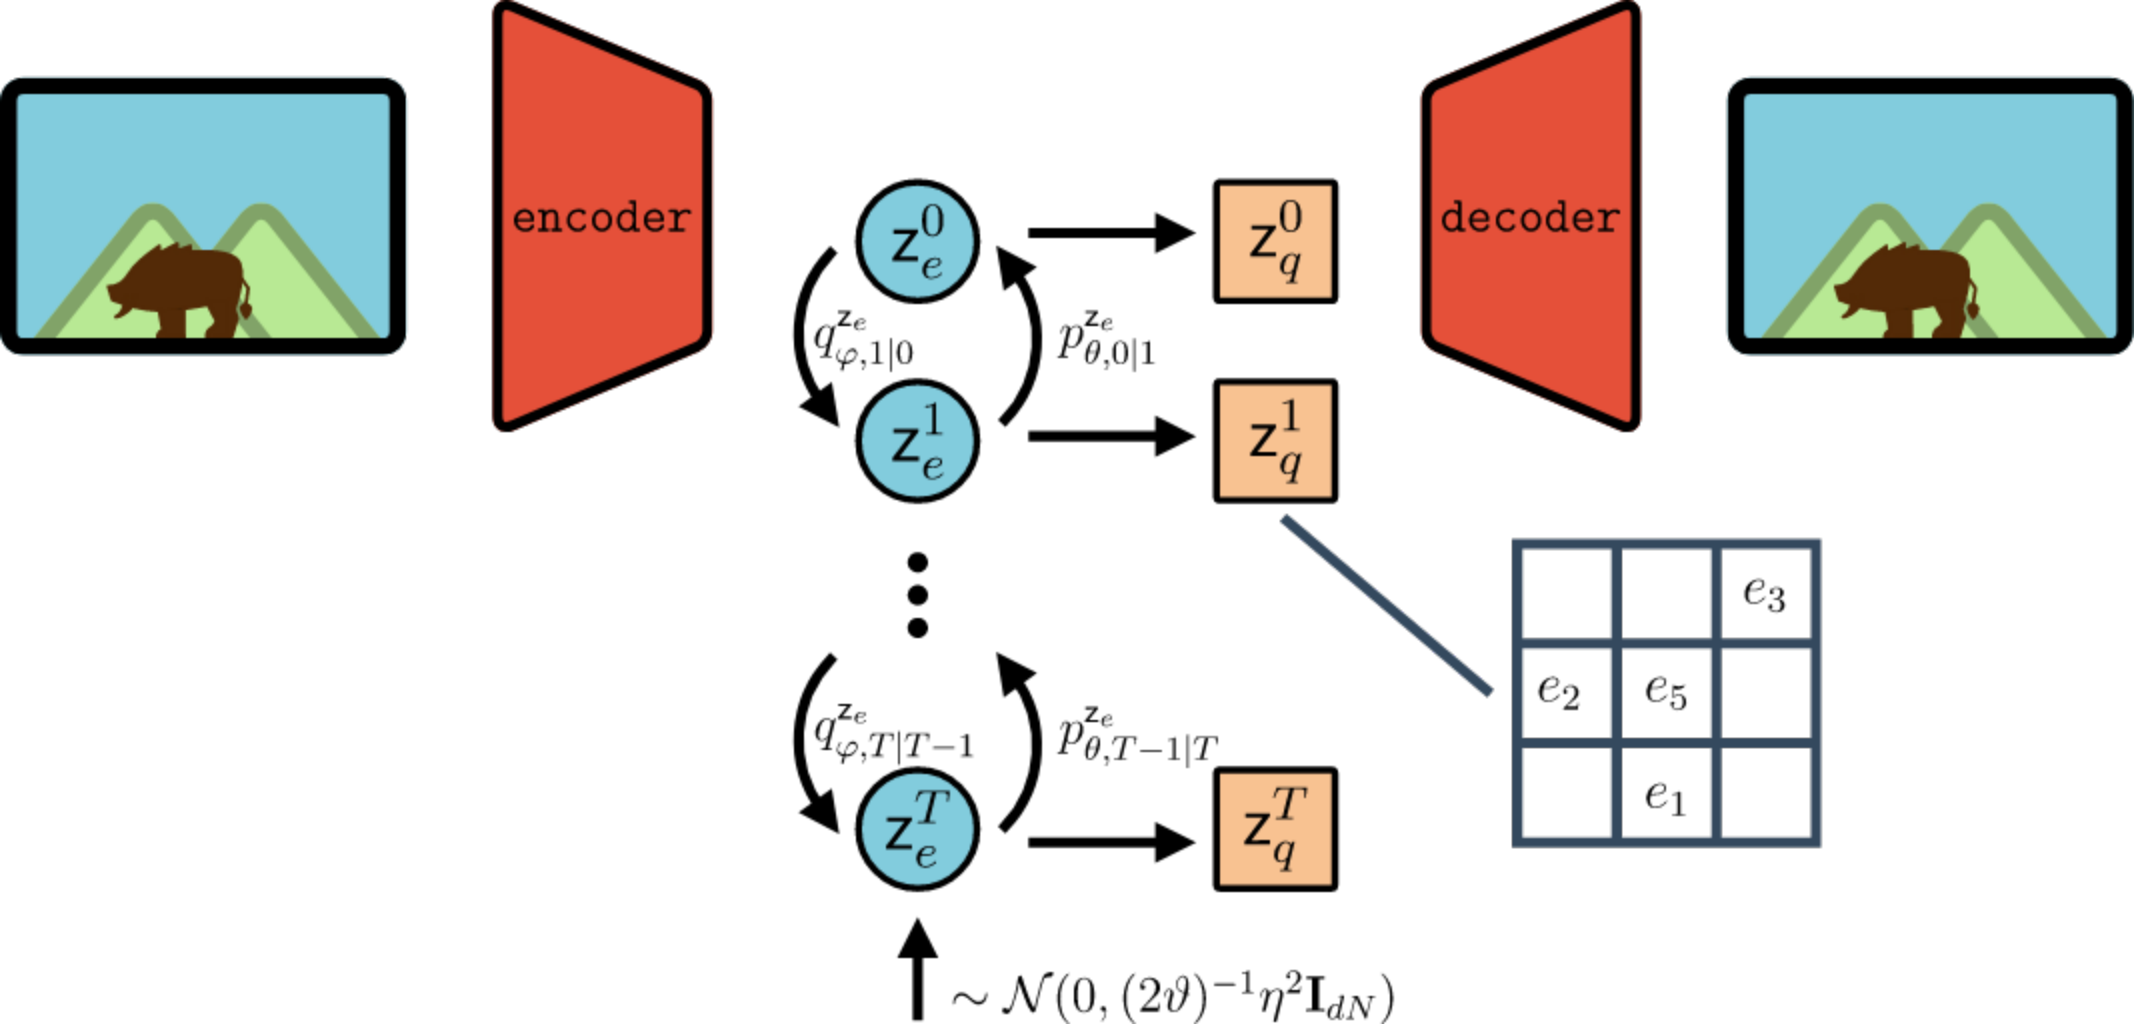 encoder
decoder
z_e^0
z_q^0
q_{φ,1|0}^{z_e}
p_{θ,0|1}^{z_e}
z_e^1
z_q^1
e_3
e_2 e_5
e_1
q_{φ,T|T−1}^{z_e}
p_{θ,T−1|T}^{z_e}
z_e^T
z_q^T
∼ 𝒩(0, (2ϑ)^{−1}η^2 𝐈_{dN})